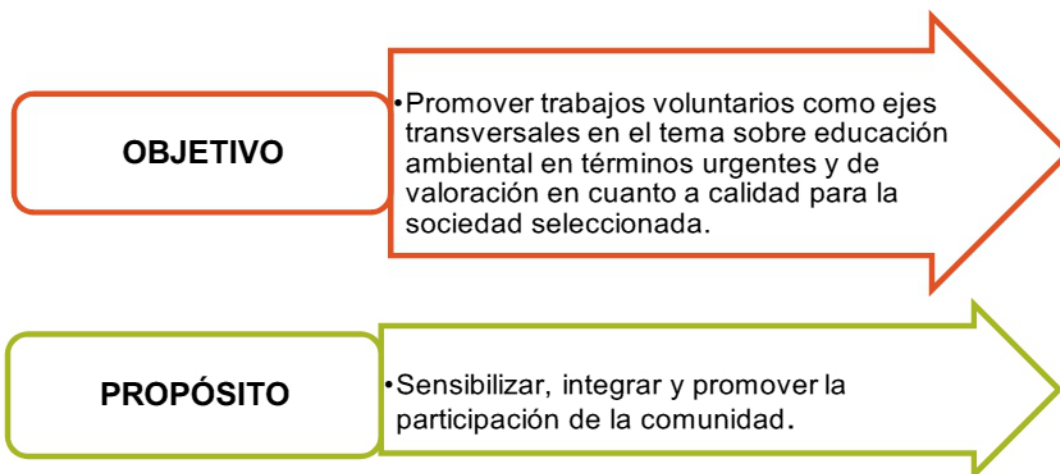 OBJETIVO
•Promover trabajos voluntarios como ejes
transversales en el tema sobre educación
ambiental en términos urgentes y de
valoración en cuanto a calidad para la
sociedad seleccionada.
PROPÓSITO
•Sensibilizar, integrar y promover la
participación de la comunidad.